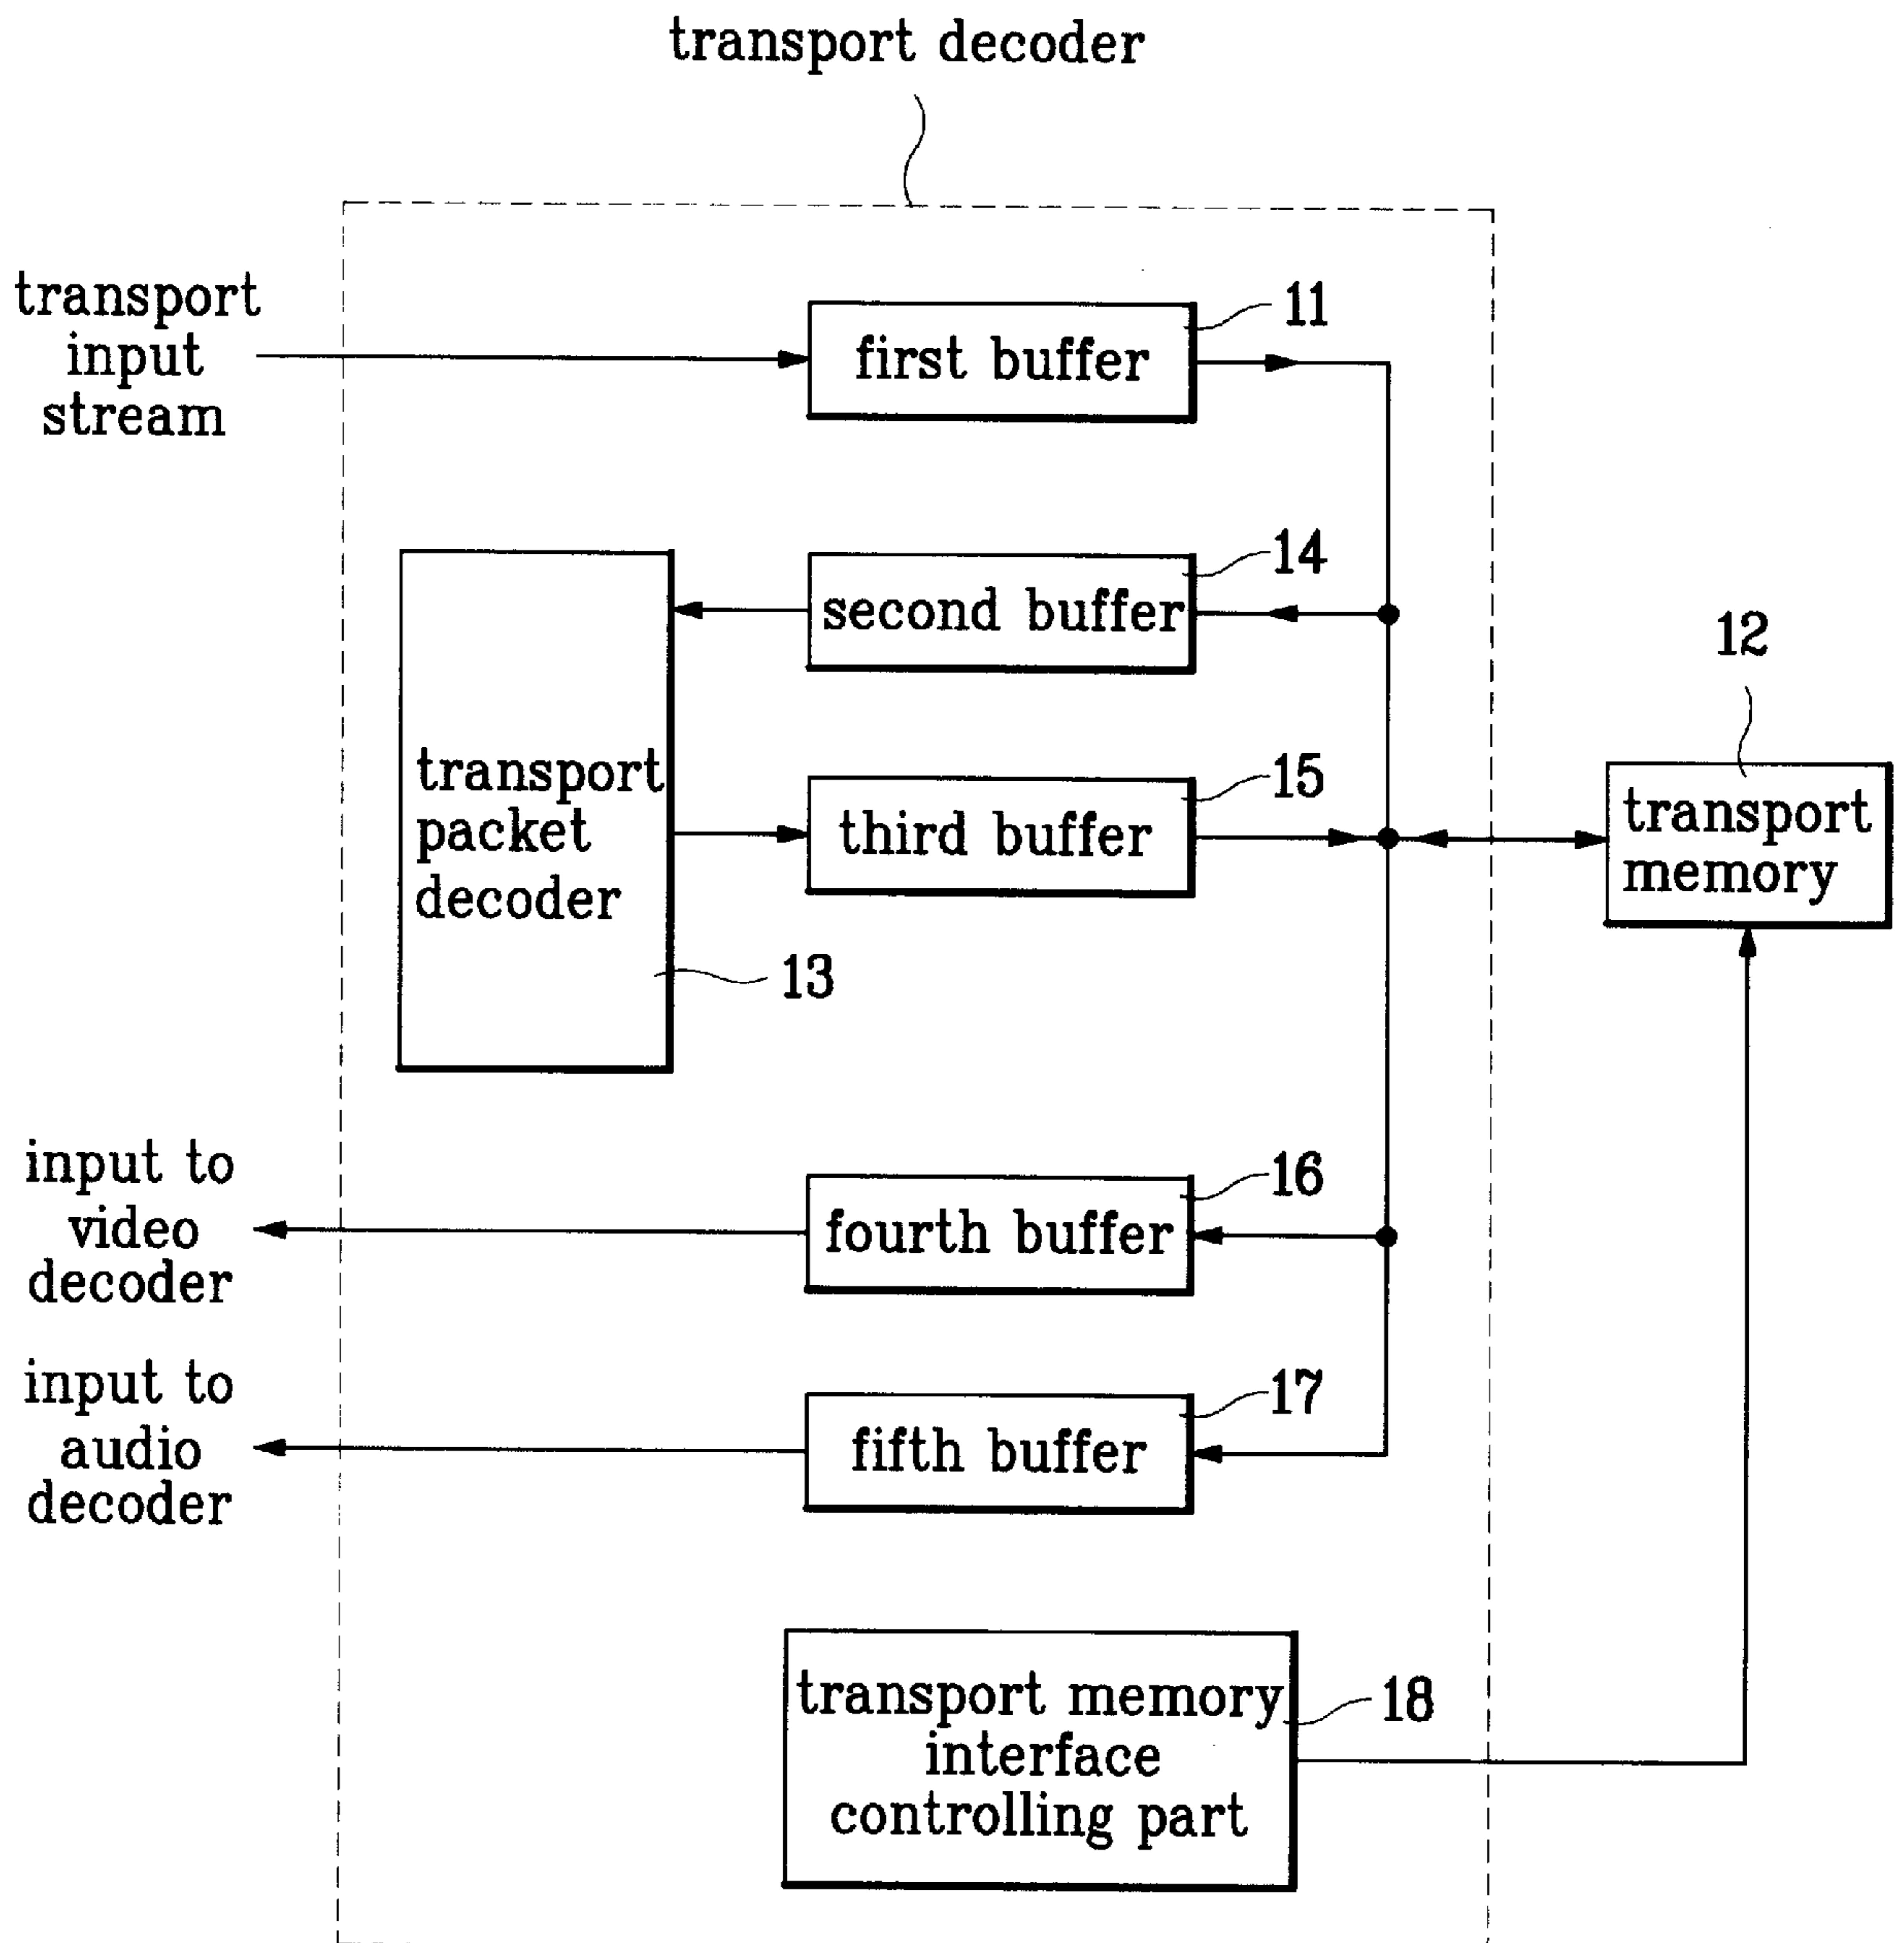 transport decoder
transport
input
stream
first buffer
11
second buffer
14
12
transport
packet
decoder
13
third buffer
15
transport
memory
input to
video
decoder
fourth buffer
16
input to
audio
decoder
fifth buffer
17
transport memory
interface
controlling part
18